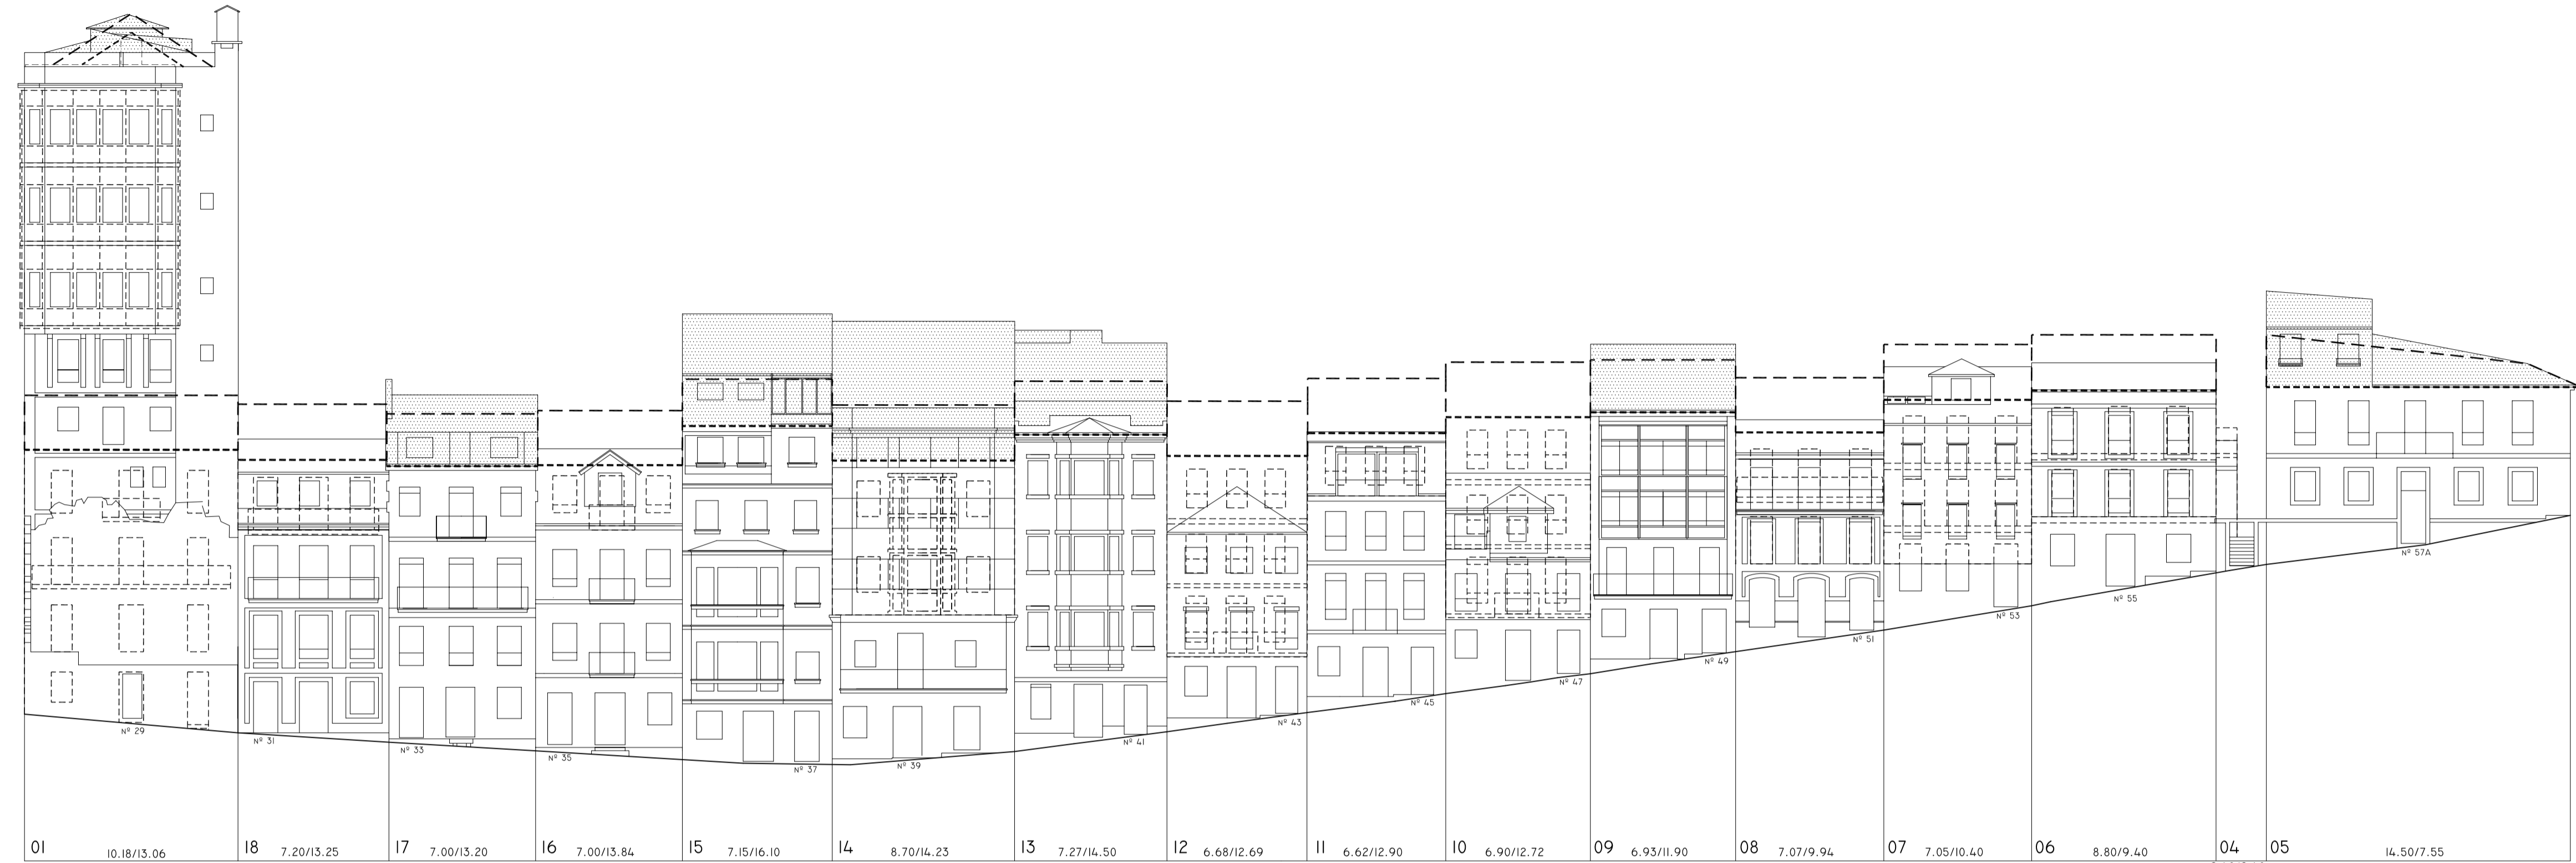 Nº 57A
Nº 55
Nº 53
Nº 51
Nº 49
Nº 47
Nº 45
Nº 43
Nº 29
Nº 31
Nº 41
Nº 33
Nº 35
Nº 39
Nº 37
01 10.18/13.06 18 7.20/13.25 17 7.00/13.20 16 7.00/13.84 15 7.15/16.10 14 8.70/14.23 13 7.27/14.50 12 6.68/12.69 11 6.62/12.90 10 6.90/12.72 09 6.93/11.90 08 7.07/9.94 07 7.05/10.40 06 8.80/9.40 04 05 14.50/7.55